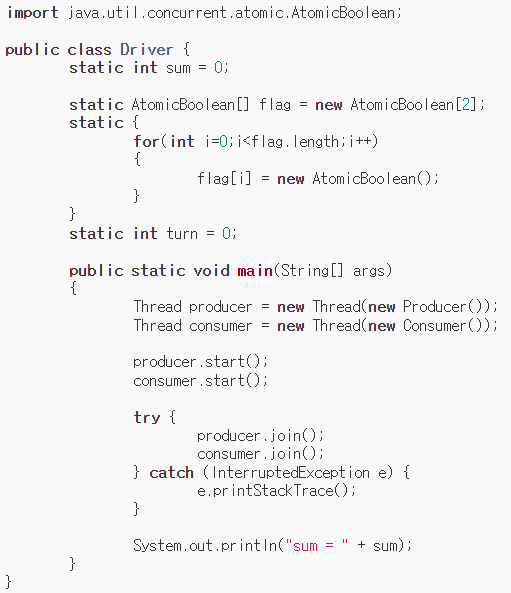 import java.util.concurrent.atomic.AtomicBoolean;
public class Driver {
static int sum = 0;
static AtomicBoolean[] flag = new AtomicBoolean[2];
static {
for(int i=0;i<flag.length;i++)
{
flag[i] = new AtomicBoolean();
}
}
static int turn = 0;
public static void main(String[] args)
{
Thread producer = new Thread(new Producer());
Thread consumer = new Thread(new Consumer());
producer.start();
consumer.start();
try {
producer.join();
consumer.join();
} catch (InterruptedException e) {
e.printStackTrace();
}
System.out.println("sum = " + sum);
}
}